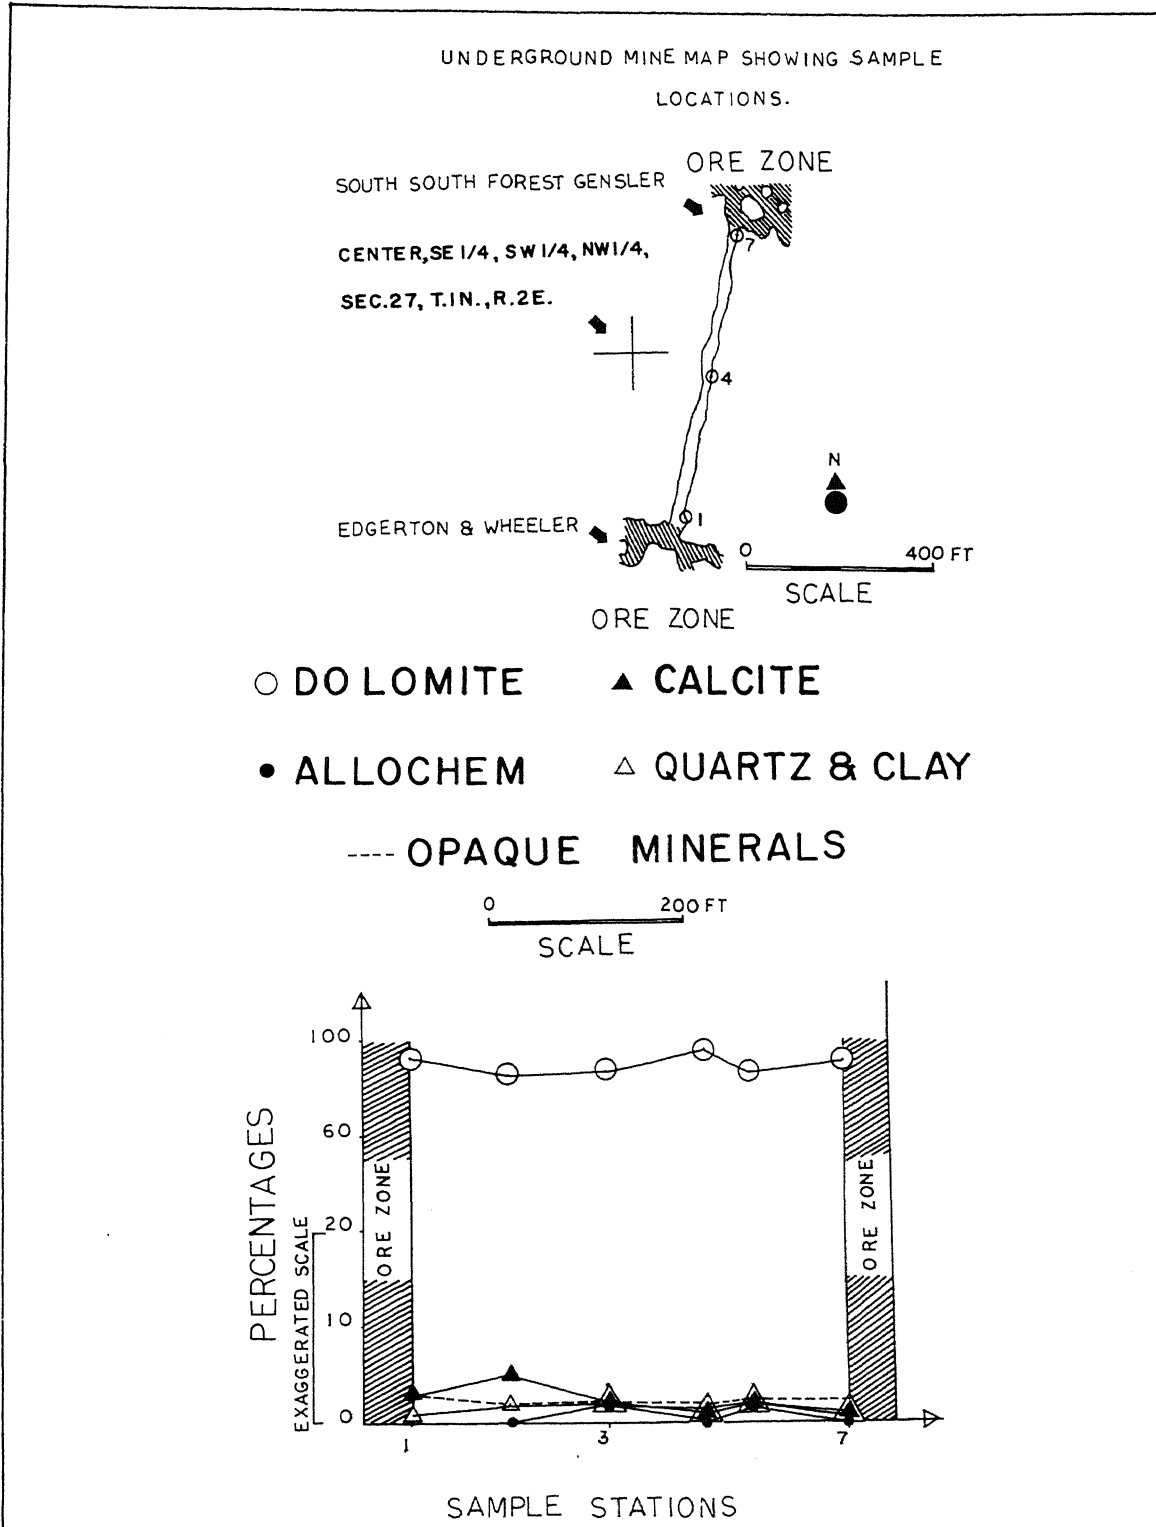 UNDERGROUND MINE MAP SHOWING SAMPLE
LOCATIONS.
ORE ZONE
SOUTH SOUTH FOREST GENSLER
7
CENTER, SE 1/4, SW 1/4, NW 1/4,
SEC. 27, T.1N., R.2E.
4
N
1
EDGERTON & WHEELER
0 400 FT
SCALE
ORE ZONE
DOLOMITE CALCITE
ALLOCHEM QUARTZ & CLAY
OPAQUE MINERALS
0 200 FT
SCALE
100
60
20
10
0
PERCENTAGES
EXAGGERATED SCALE
ORE ZONE
ORE ZONE
1 3 7
SAMPLE STATIONS